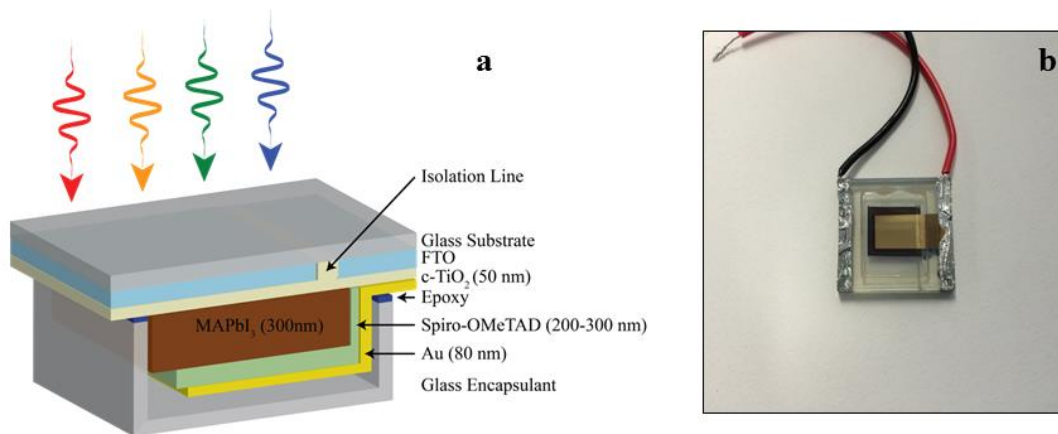 a
b
Isolation Line
Glass Substrate
FTO
c-TiO₂ (50 nm)
Epoxy
MAPbI₃ (300nm)
Spiro-OMeTAD (200-300 nm)
Au (80 nm)
Glass Encapsulant